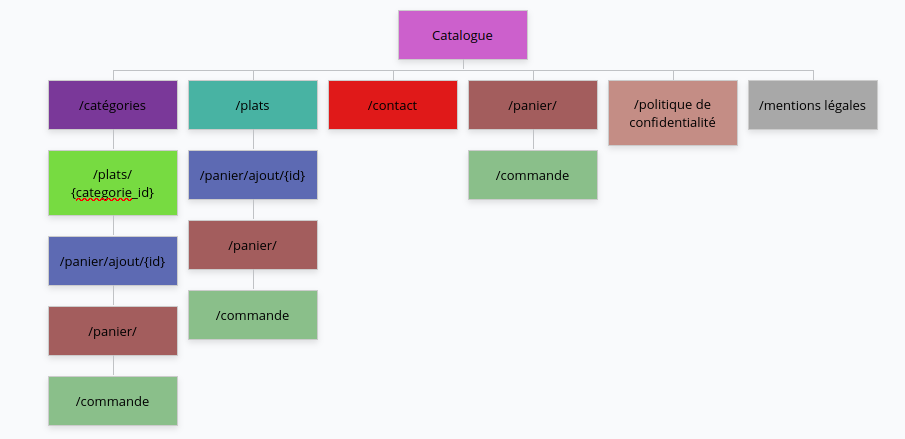 Catalogue
/catégories
/plats
/contact
/panier/
/politique de
confidentialité
/mentions légales
/plats/
{categorie_id}
/panier/ajout/{id}
/commande
/panier/ajout/{id}
/panier/
/panier/
/commande
/commande